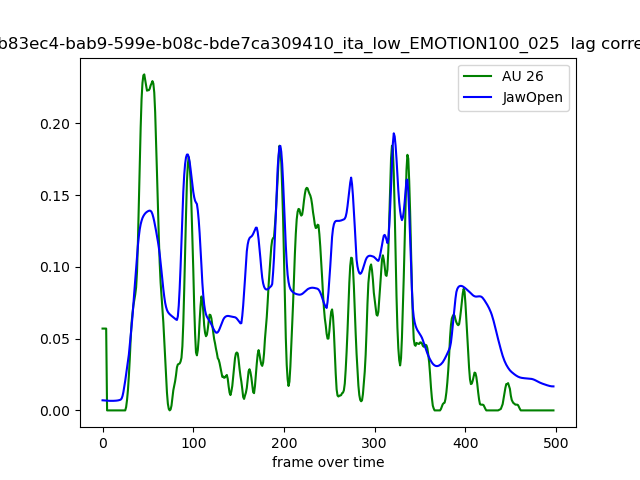 b83ec4-bab9-599e-b08c-bde7ca309410_ita_low_EMOTION100_025 lag corre
AU 26
JawOpen
0.20
0.15
0.10
0.05
0.00
0 100 200 300 400 500
frame over time